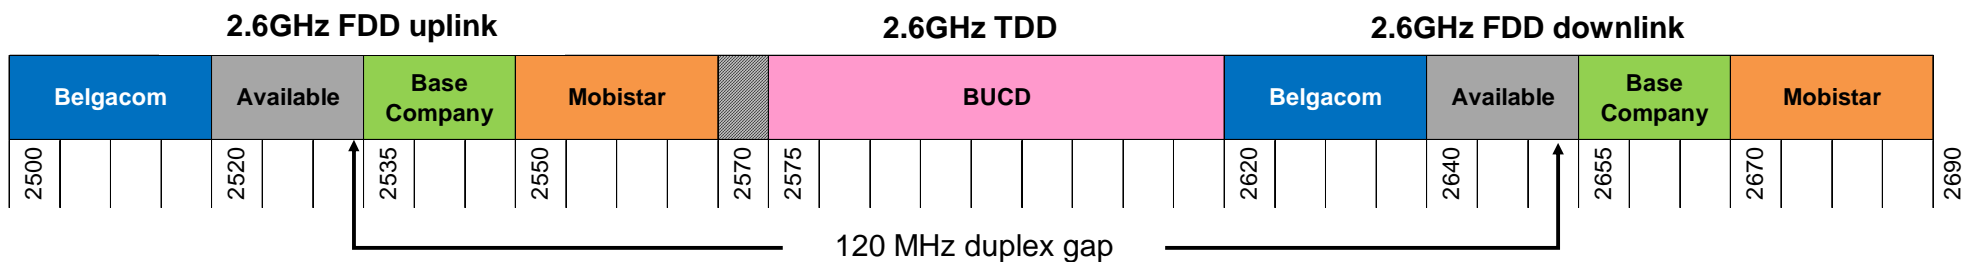 2.6GHz FDD uplink 2.6GHz TDD 2.6GHz FDD downlink
Belgacom Available Base Company Mobistar BUCD Belgacom Available Base Company Mobistar
2500 2520 2535 2550 2570 2575 2620 2640 2655 2670 2690
120 MHz duplex gap